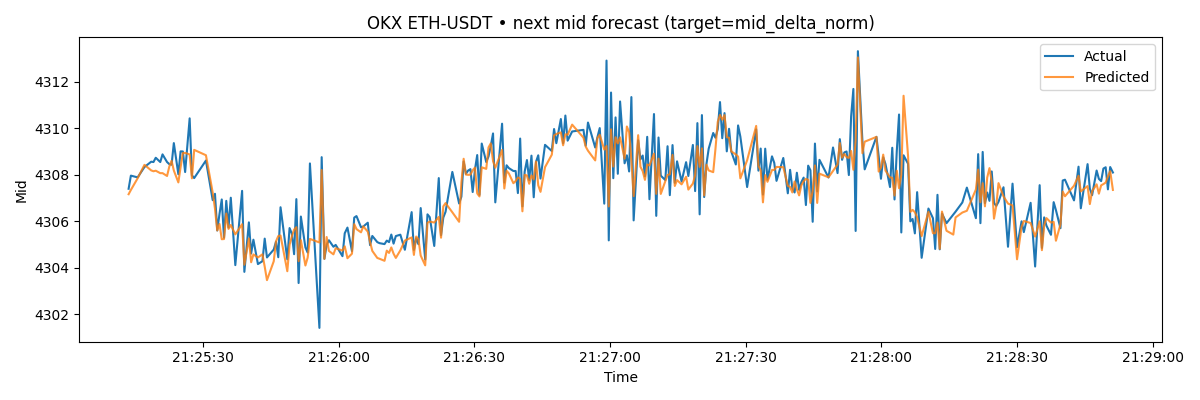 OKX ETH-USDT • next mid forecast (target=mid_delta_norm)
Actual
Predicted
Mid
4312
4310
4308
4306
4304
4302
21:25:30
21:26:00
21:26:30
21:27:00
21:27:30
21:28:00
21:28:30
21:29:00
Time